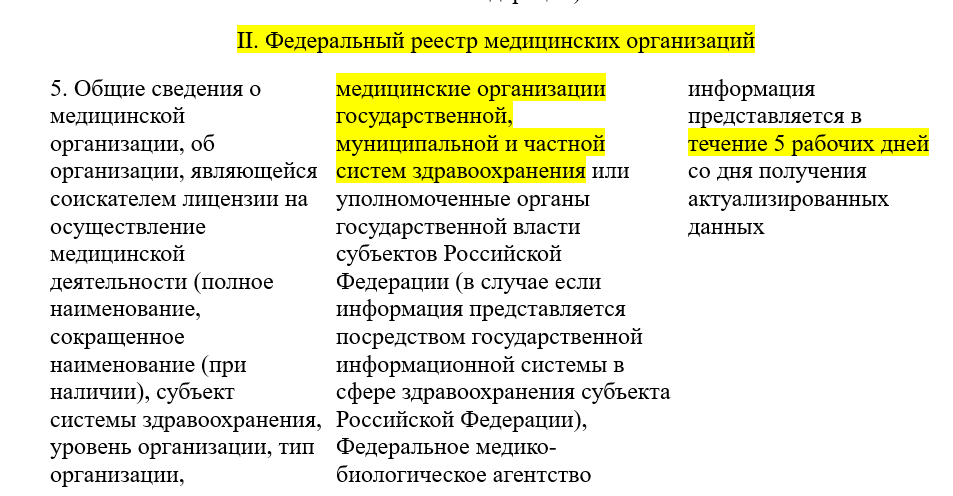 II. Федеральный реестр медицинских организаций
5. Общие сведения о
медицинской
организации, об
организации, являющейся
соискателем лицензии на
осуществление
медицинской
деятельности (полное
наименование,
сокращенное
наименование (при
наличии), субъект
системы здравоохранения,
уровень организации, тип
организации,
медицинские организации
государственной,
муниципальной и частной
систем здравоохранения или
уполномоченные органы
государственной власти
субъектов Российской
Федерации (в случае если
информация представляется
посредством государственной
информационной системы в
сфере здравоохранения субъекта
Российской Федерации),
Федеральное медико-
биологическое агентство
информация
представляется в
течение 5 рабочих дней
со дня получения
актуализированных
данных